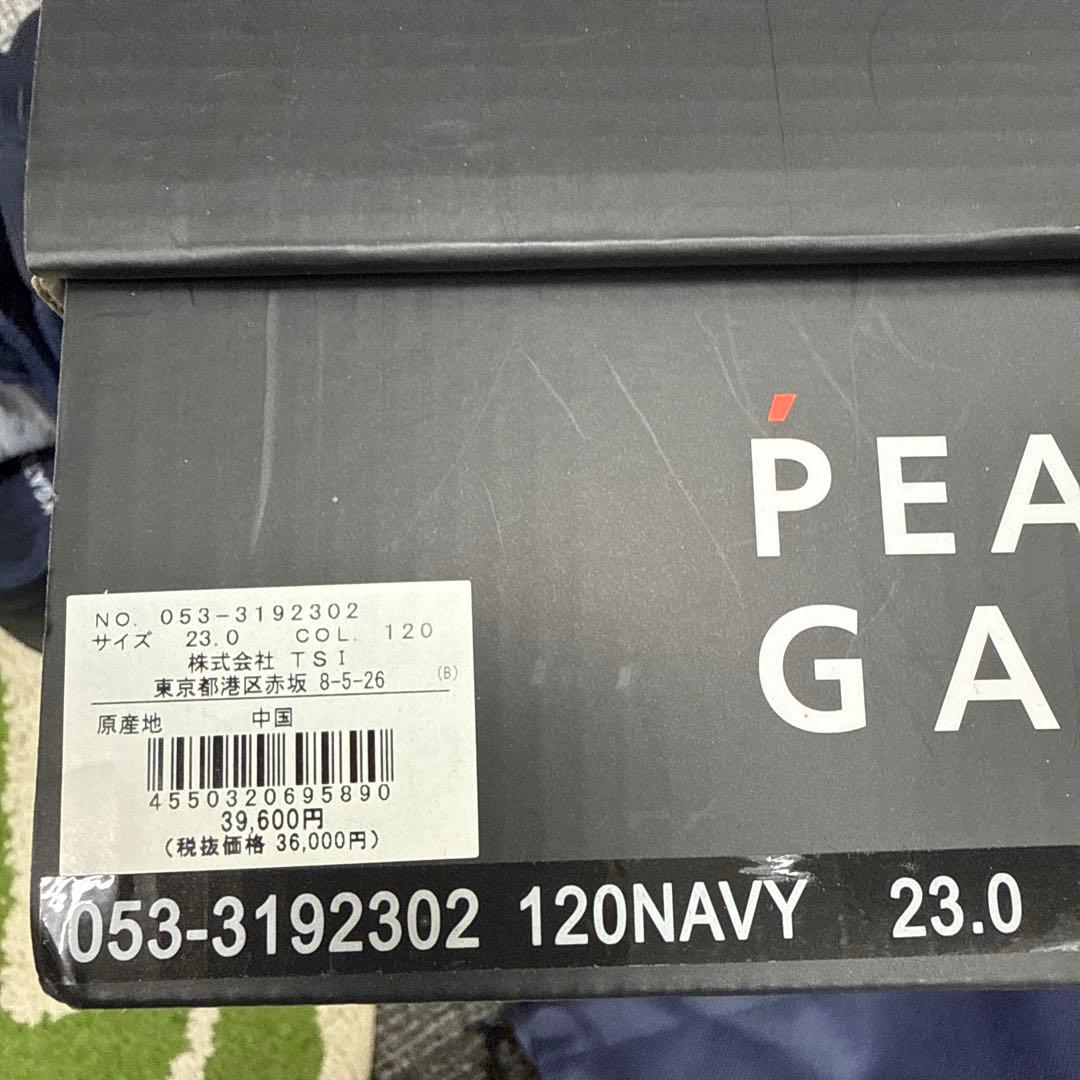 PEA
GA
NO. 053-3192302
サイズ 23.0 COL. 120
株式会社 TSI
東京都港区赤坂 8-5-26 (B)
原産地 中国
4550320695890
39,600円
(税抜価格 36,000円)
053-3192302 120NAVY 23.0